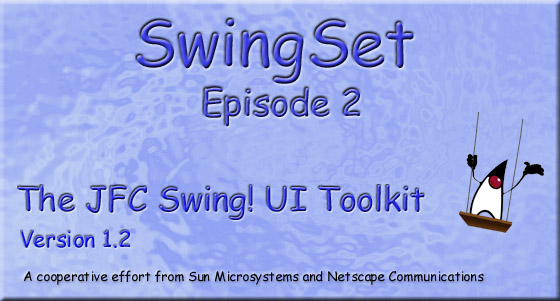 SwingSet
Episode 2
The JFC Swing! UI Toolkit
Version 1.2
A cooperative effort from Sun Microsystems and Netscape Communications